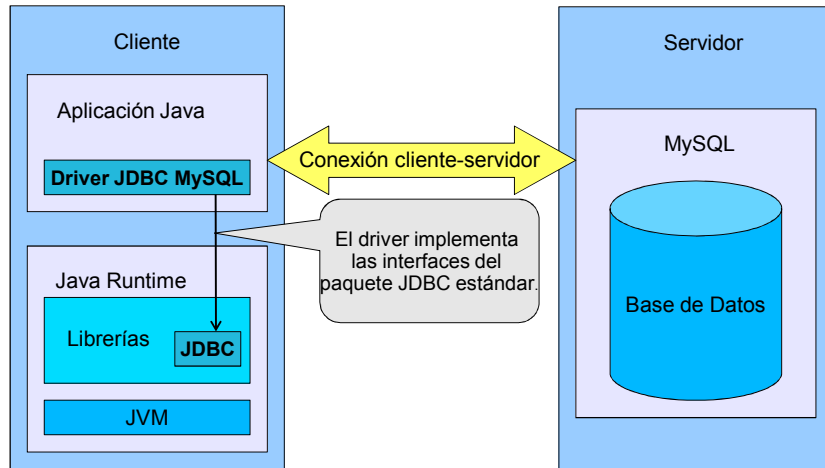 Cliente
Aplicación Java
Driver JDBC MySQL
Java Runtime
Librerías
JDBC
JVM
Conexión cliente-servidor
El driver implementa
las interfaces del
paquete JDBC estándar.
Servidor
MySQL
Base de Datos